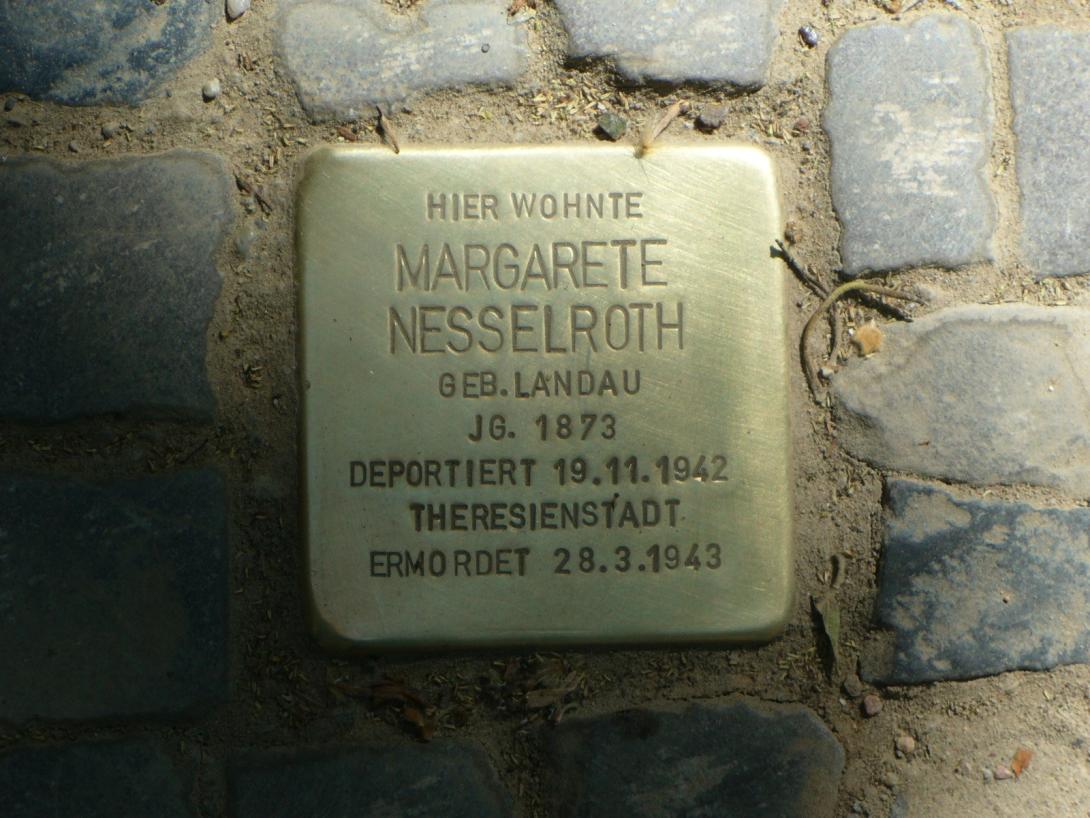 HIER WOHNTE
MARGARETE
NESSELROTH
GEB. LANDAU
JG. 1873
DEPORTIERT 19.11.1942
THERESIENSTADT
ERMORDET 28.3.1943